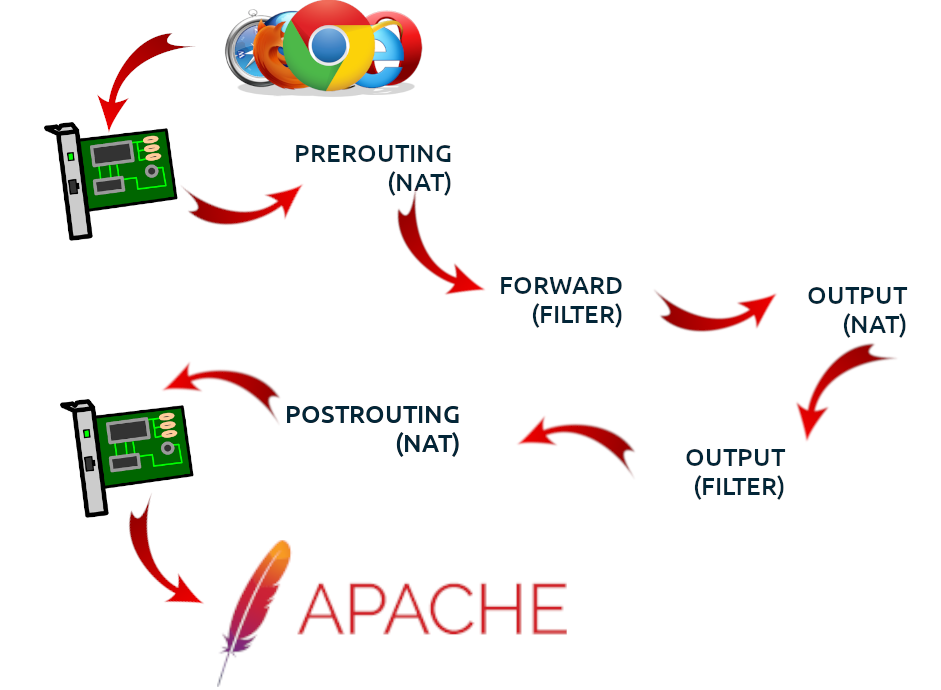 PREROUTING
(NAT)
FORWARD
(FILTER)
OUTPUT
(NAT)
OUTPUT
(FILTER)
POSTROUTING
(NAT)
APACHE